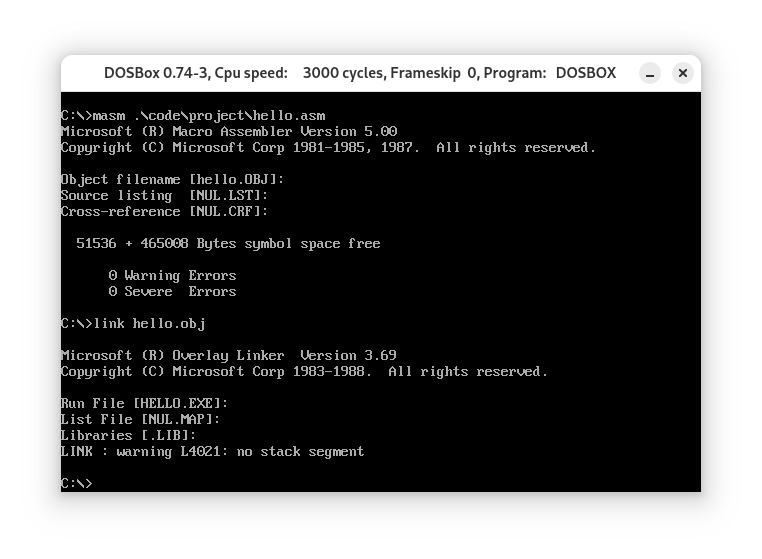 DOSBox 0.74-3, Cpu speed: 3000 cycles, Frameskip 0, Program: DOSBOX
C:\>masm .\code\project\hello.asm
Microsoft (R) Macro Assembler Version 5.00
Copyright (C) Microsoft Corp 1981-1985, 1987.  All rights reserved.
Object filename [hello.OBJ]:
Source listing  [NUL.LST]:
Cross-reference [NUL.CRF]:
51536 + 465008 Bytes symbol space free
0 Warning Errors
0 Severe  Errors
C:\>link hello.obj
Microsoft (R) Overlay Linker  Version 3.69
Copyright (C) Microsoft Corp 1983-1988.  All rights reserved.
Run File [HELLO.EXE]:
List File [NUL.MAP]:
Libraries [.LIB]:
LINK : warning L4021: no stack segment
C:\>